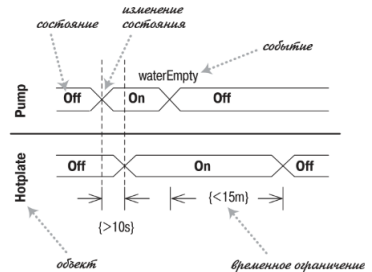 состояние
изменение
состояния
событие
waterEmpty
Pump
Off On Off
Hotplate
Off On Off
{>10s}
{<15m}
объект
временное ограничение